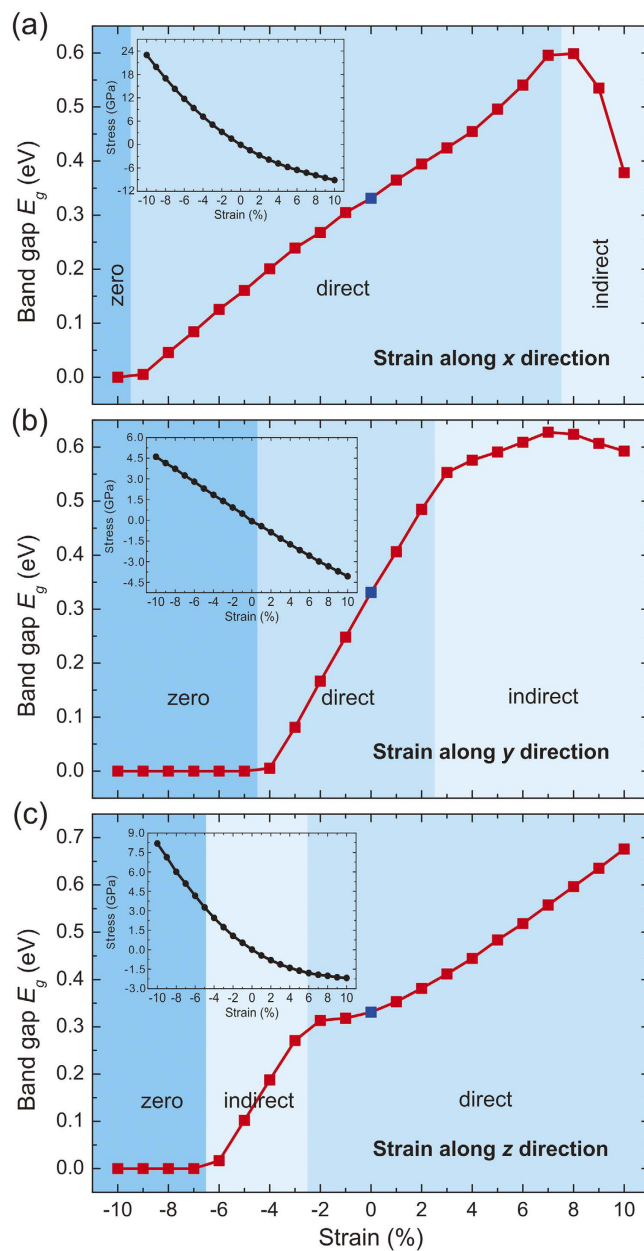 (a)
Band gap E_g (eV)
0.6
0.5
0.4
0.3
0.2
0.1
0.0
Stress (GPa)
24
18
12
6
0
-6
-12
-10 -8 -6 -4 -2 0 2 4 6 8 10
Strain (%)
zero
direct
indirect
Strain along x direction
(b)
Band gap E_g (eV)
0.6
0.5
0.4
0.3
0.2
0.1
0.0
Stress (GPa)
6.0
4.5
3.0
1.5
0.0
-1.5
-3.0
-4.5
-10 -8 -6 -4 -2 0 2 4 6 8 10
Strain (%)
zero
direct
indirect
Strain along y direction
(c)
Band gap E_g (eV)
0.7
0.6
0.5
0.4
0.3
0.2
0.1
0.0
Stress (GPa)
9.0
7.5
6.0
4.5
3.0
1.5
0.0
-1.5
-3.0
-10 -8 -6 -4 -2 0 2 4 6 8 10
Strain (%)
zero
indirect
direct
Strain along z direction
-10 -8 -6 -4 -2 0 2 4 6 8 10
Strain (%)